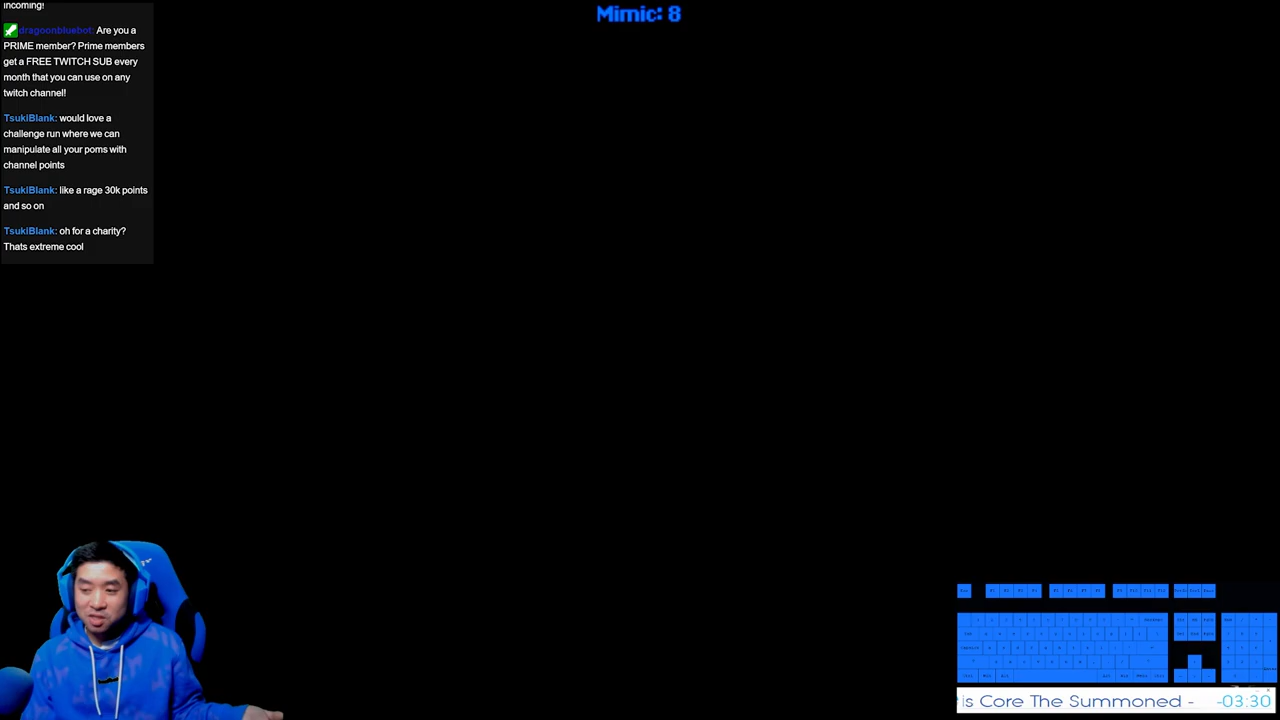 incoming!
dragoonbluebot: Are you a
PRIME member? Prime members
get a FREE TWITCH SUB every
month that you can use on any
twitch channel!
TsukiBlank: would love a
challenge run where we can
manipulate all your poms with
channel points
TsukiBlank: like a rage 30k points
and so on
TsukiBlank: oh for a charity?
Thats extreme cool
Mimic: 8
is Core The Summoned - -03:30